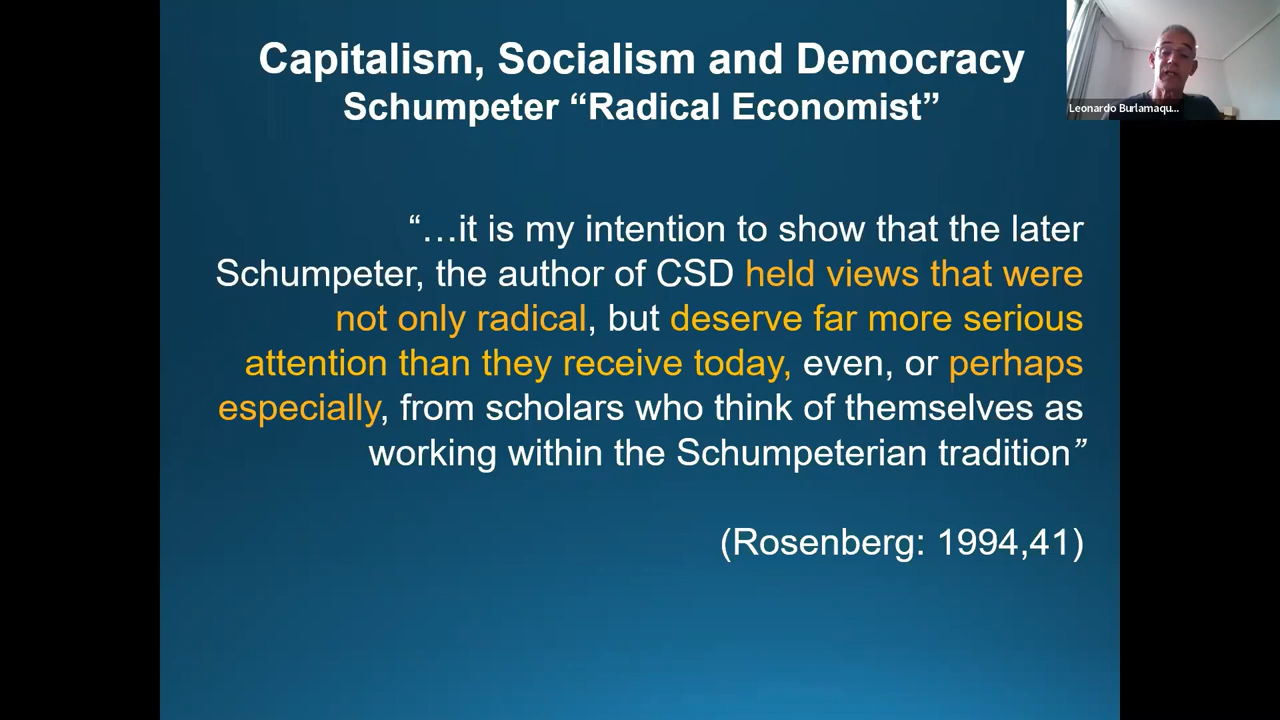 Capitalism, Socialism and Democracy
Schumpeter “Radical Economist”
Leonardo Burlamaqu...
“…it is my intention to show that the later
Schumpeter, the author of CSD held views that were
not only radical, but deserve far more serious
attention than they receive today, even, or perhaps
especially, from scholars who think of themselves as
working within the Schumpeterian tradition”
(Rosenberg: 1994,41)